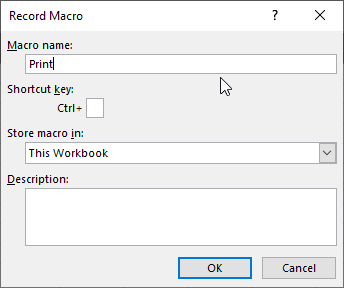 Record Macro ? ×
Macro name:
Print
Shortcut key:
Ctrl+
Store macro in:
This Workbook
Description:
OK Cancel